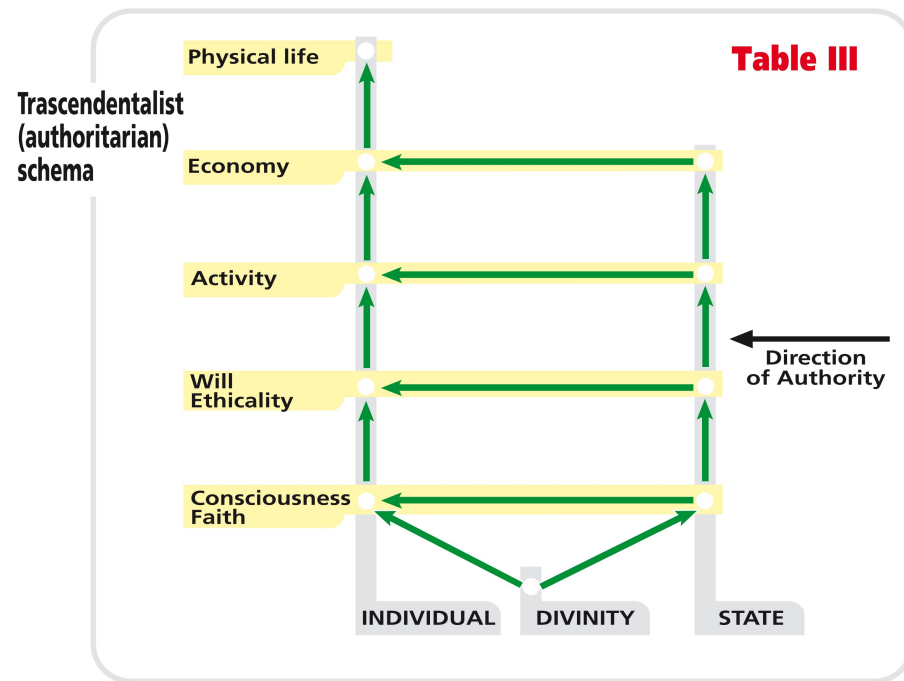 Table III
Trascendentalist
(authoritarian)
schema
Physical life
Economy
Activity
Will
Ethicality
Consciousness
Faith
Direction
of Authority
INDIVIDUAL
DIVINITY
STATE